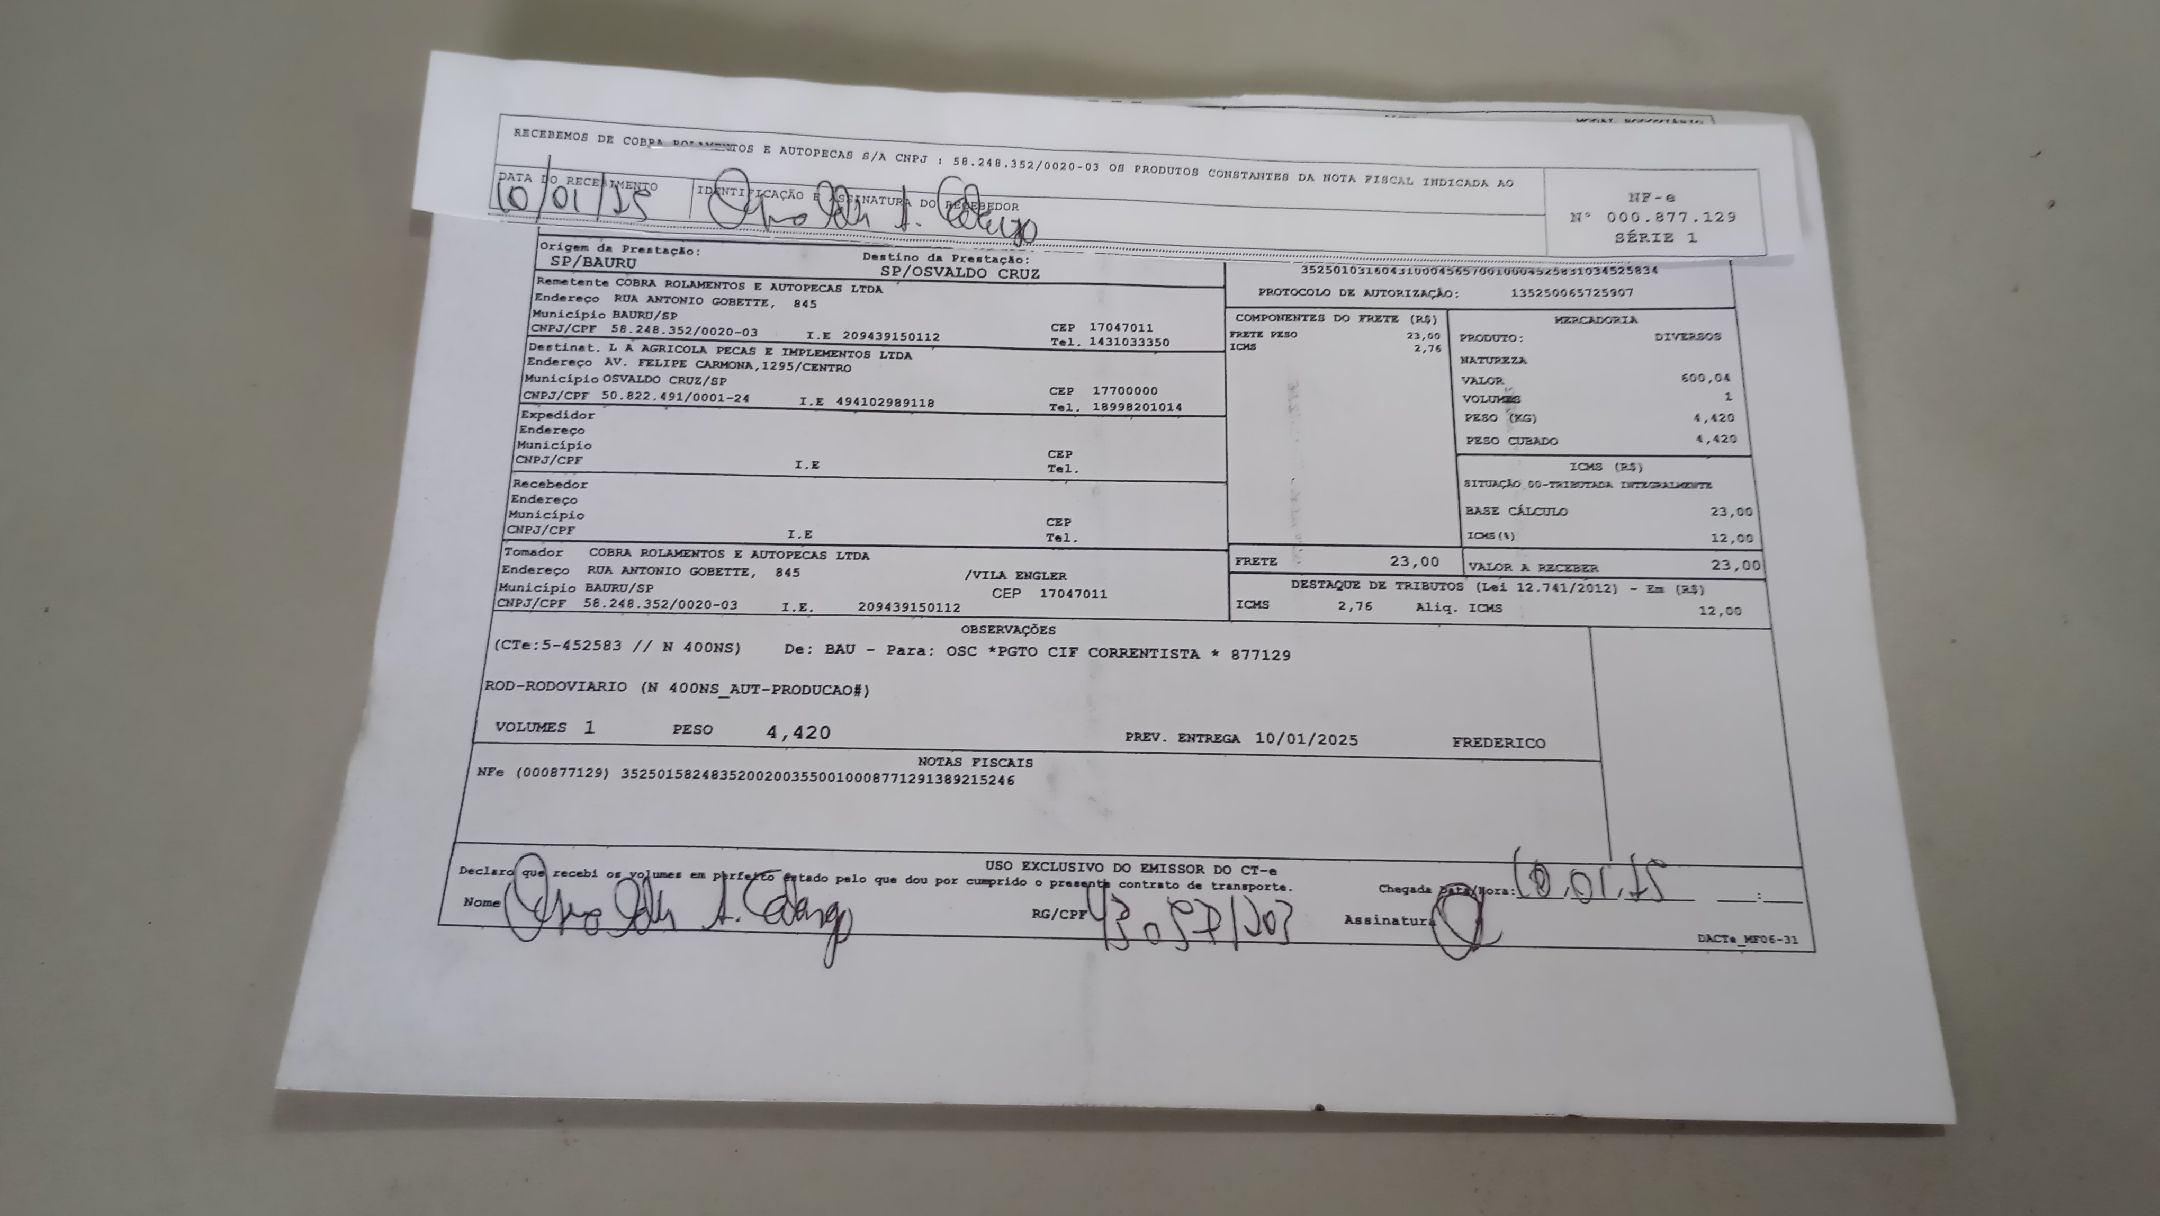 RECEBEMOS DE COBRA ROLAMENTOS E AUTOPECAS S/A CNPJ : 58.248.352/0020-03 OS PRODUTOS CONSTANTES DA NOTA FISCAL INDICADA AO
DATA DO RECEBIMENTO IDENTIFICAÇÃO E ASSINATURA DO RECEBEDOR
10/01/25
NF-e
Nº 000.877.129
SÉRIE 1
Origem da Prestação: Destino da Prestação:
SP/BAURU SP/OSVALDO CRUZ
PROTOCOLO DE AUTORIZAÇÃO: 135250065725907
Remetente COBRA ROLAMENTOS E AUTOPECAS LTDA
Endereço RUA ANTONIO GOBETTE, 845
Município BAURU/SP CEP 17047011
CNPJ/CPF 58.248.352/0020-03 I.E 209439150112 Tel. 1431033350
Destinat. L A AGRICOLA PECAS E IMPLEMENTOS LTDA
Endereço AV. FELIPE CARMONA,1295/CENTRO
Município OSVALDO CRUZ/SP CEP 17700000
CNPJ/CPF 50.822.491/0001-24 I.E 494102989118 Tel. 18998201014
Expedidor
Endereço
Município CEP
CNPJ/CPF I.E Tel.
Recebedor
Endereço
Município CEP
CNPJ/CPF I.E Tel.
Tomador COBRA ROLAMENTOS E AUTOPECAS LTDA
Endereço RUA ANTONIO GOBETTE, 845 /VILA ENGLER
Município BAURU/SP CEP 17047011
CNPJ/CPF 58.248.352/0020-03 I.E. 209439150112
COMPONENTES DO FRETE (R$)
FRETE PESO 23,00
ICMS 2,76
MERCADORIA
PRODUTO: DIVERSOS
NATUREZA
VALOR 600,04
VOLUMES 1
PESO (KG) 4,420
PESO CUBADO 4,420
ICMS (R$)
SITUAÇÃO 00-TRIBUTADA INTEGRALMENTE
BASE CÁLCULO 23,00
ICMS(%) 12,00
FRETE 23,00 VALOR A RECEBER 23,00
DESTAQUE DE TRIBUTOS (Lei 12.741/2012) - Em (R$)
ICMS 2,76 Aliq. ICMS 12,00
OBSERVAÇÕES
(CTe:5-452583 // N 400NS) De: BAU - Para: OSC *PGTO CIF CORRENTISTA * 877129
ROD-RODOVIARIO (N 400NS_AUT-PRODUCAO#)
VOLUMES 1 PESO 4,420 PREV. ENTREGA 10/01/2025 FREDERICO
NOTAS FISCAIS
NFe (000877129) 35250158248352002003550010008771291389215246
USO EXCLUSIVO DO EMISSOR DO CT-e
Declaro que recebi os volumes em perfeito estado pelo que dou por cumprido o presente contrato de transporte.
Chegada Data/Hora: 10.01.25 __:__
Nome RG/CPF Assinatura
DACTe_MF06-31